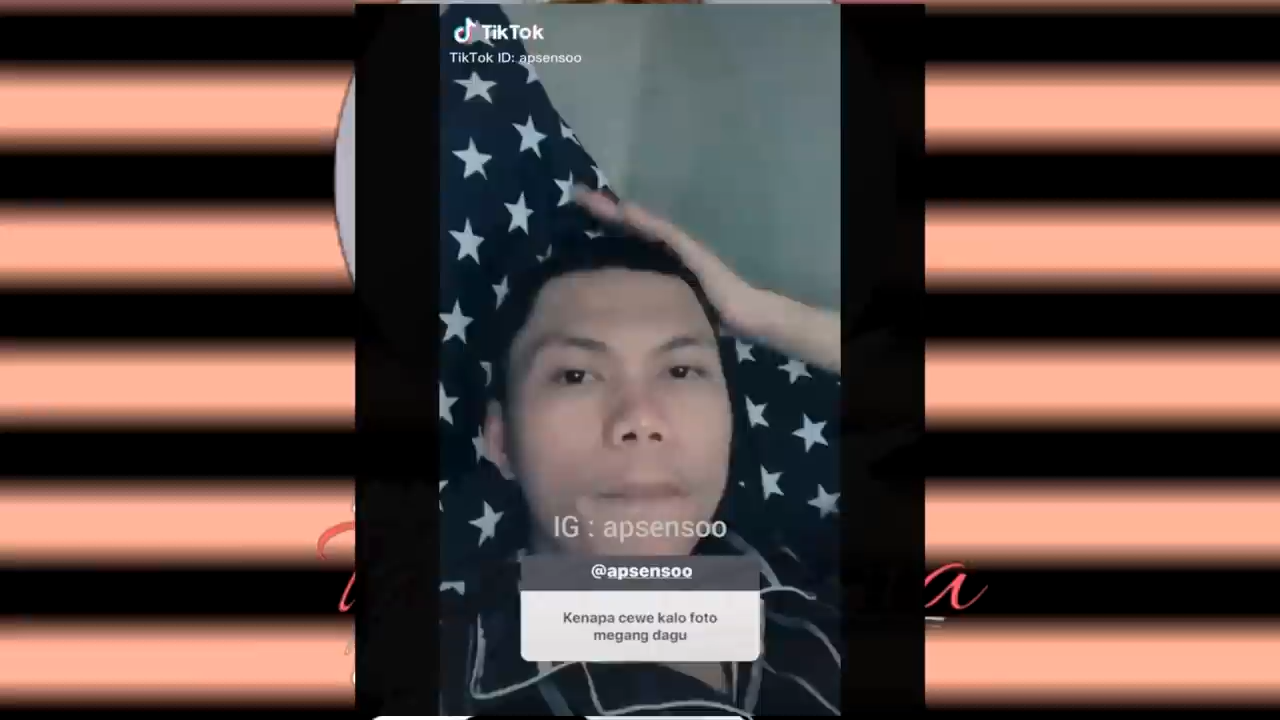 TikTok
TikTok ID: apsensoo
IG : apsensoo
@apsensoo
Kenapa cewe kalo foto
megang dagu